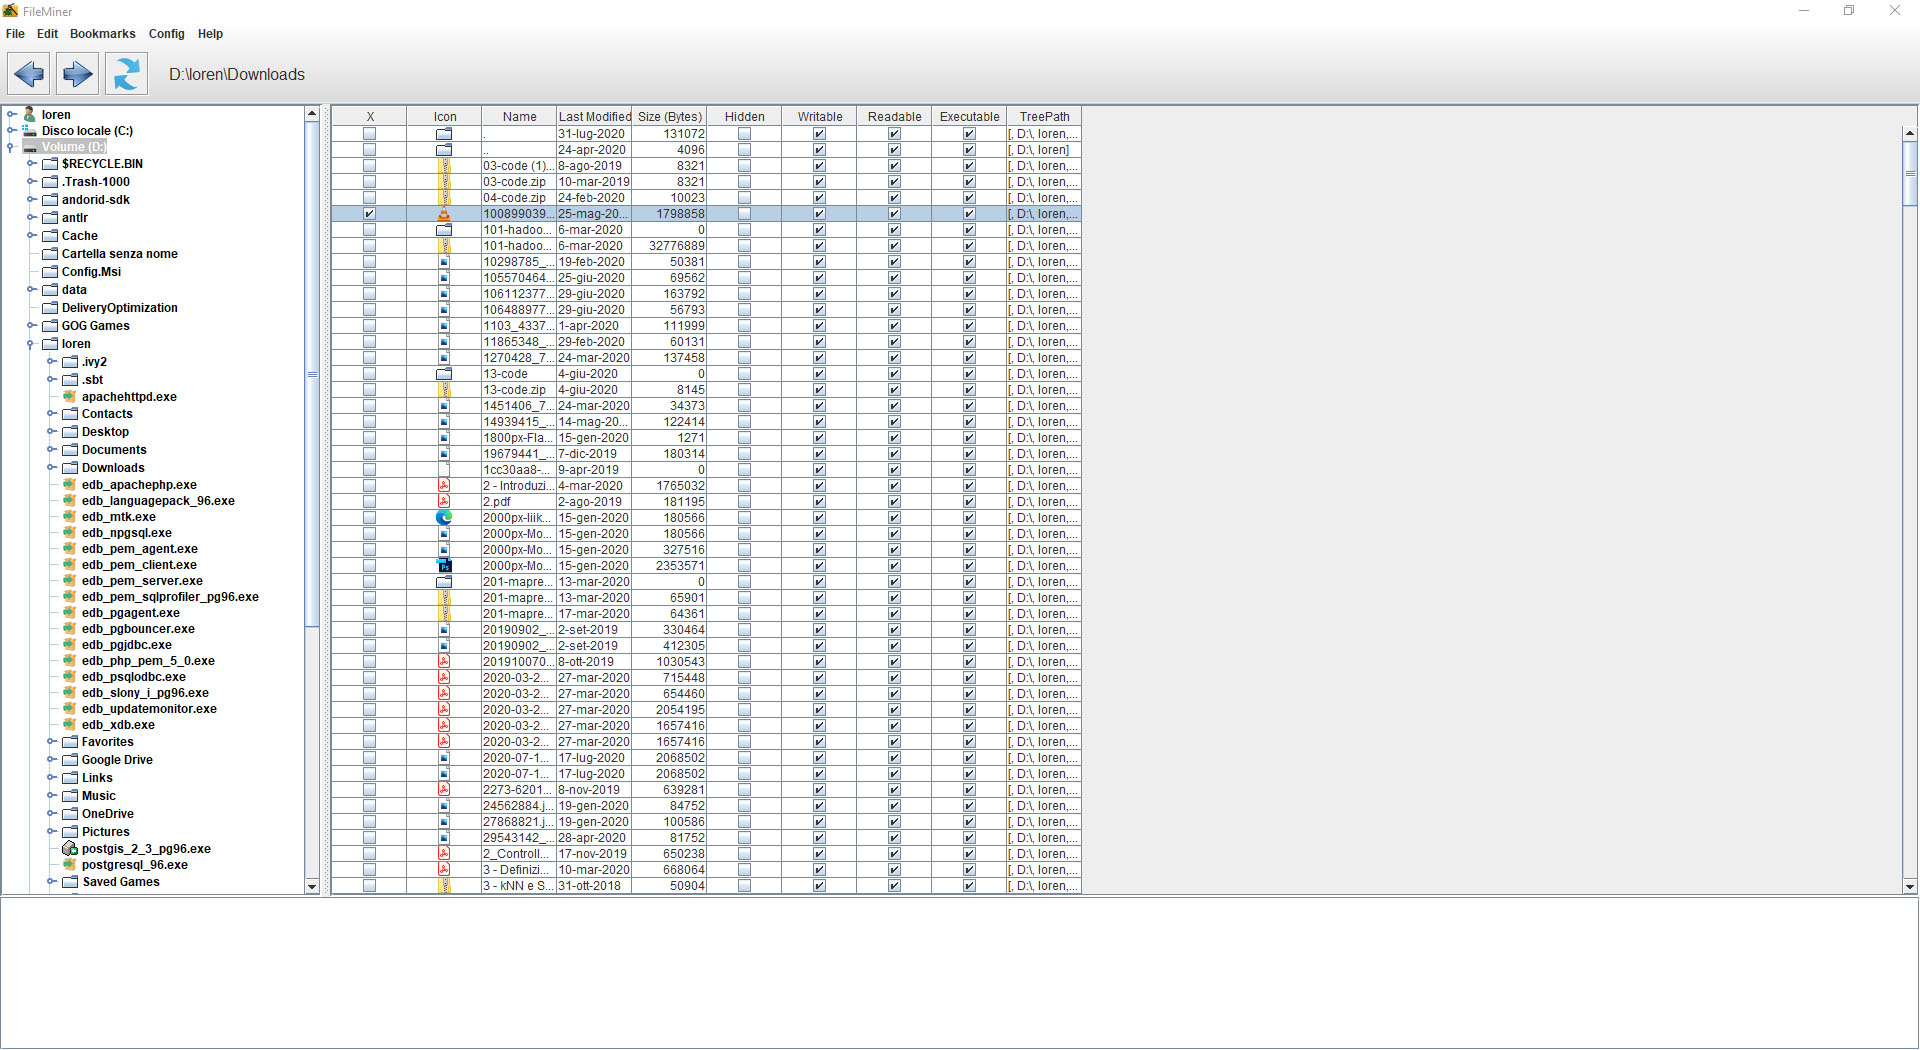 FileMiner
File Edit Bookmarks Config Help
D:\loren\Downloads
loren
Disco locale (C:)
Volume (D:)
$RECYCLE.BIN
.Trash-1000
andorid-sdk
antlr
Cache
Cartella senza nome
Config.Msi
data
DeliveryOptimization
GOG Games
loren
.ivy2
.sbt
apachehttpd.exe
Contacts
Desktop
Documents
Downloads
edb_apachephp.exe
edb_languagepack_96.exe
edb_mtk.exe
edb_npgsql.exe
edb_pem_agent.exe
edb_pem_client.exe
edb_pem_server.exe
edb_pem_sqlprofiler_pg96.exe
edb_pgagent.exe
edb_pgbouncer.exe
edb_pgjdbc.exe
edb_php_pem_5_0.exe
edb_psqlodbc.exe
edb_slony_i_pg96.exe
edb_updatemonitor.exe
edb_xdb.exe
Favorites
Google Drive
Links
Music
OneDrive
Pictures
postgis_2_3_pg96.exe
postgresql_96.exe
Saved Games
X Icon Name Last Modified Size (Bytes) Hidden Writable Readable Executable TreePath
. 31-lug-2020 131072 [, D:\, loren,...
.. 24-apr-2020 4096 [, D:\, loren]
03-code (1)... 8-ago-2019 8321 [, D:\, loren,...
03-code.zip 10-mar-2019 8321 [, D:\, loren,...
04-code.zip 24-feb-2020 10023 [, D:\, loren,...
100899039... 25-mag-20... 1798858 [, D:\, loren,...
101-hadoo... 6-mar-2020 0 [, D:\, loren,...
101-hadoo... 6-mar-2020 32776889 [, D:\, loren,...
10298785_... 19-feb-2020 50381 [, D:\, loren,...
105570464... 25-giu-2020 69562 [, D:\, loren,...
106112377... 29-giu-2020 163792 [, D:\, loren,...
106488977... 29-giu-2020 56793 [, D:\, loren,...
1103_4337... 1-apr-2020 111999 [, D:\, loren,...
11865348_... 29-feb-2020 60131 [, D:\, loren,...
1270428_7... 24-mar-2020 137458 [, D:\, loren,...
13-code 4-giu-2020 0 [, D:\, loren,...
13-code.zip 4-giu-2020 8145 [, D:\, loren,...
1451406_7... 24-mar-2020 34373 [, D:\, loren,...
14939415_... 14-mag-20... 122414 [, D:\, loren,...
1800px-Fla... 15-gen-2020 1271 [, D:\, loren,...
19679441_... 7-dic-2019 180314 [, D:\, loren,...
1cc30aa8-... 9-apr-2019 0 [, D:\, loren,...
2 - Introduzi... 4-mar-2020 1765032 [, D:\, loren,...
2.pdf 2-ago-2019 181195 [, D:\, loren,...
2000px-liik... 15-gen-2020 180566 [, D:\, loren,...
2000px-Mo... 15-gen-2020 180566 [, D:\, loren,...
2000px-Mo... 15-gen-2020 327516 [, D:\, loren,...
2000px-Mo... 15-gen-2020 2353571 [, D:\, loren,...
201-mapre... 13-mar-2020 0 [, D:\, loren,...
201-mapre... 13-mar-2020 65901 [, D:\, loren,...
201-mapre... 17-mar-2020 64361 [, D:\, loren,...
20190902_... 2-set-2019 330464 [, D:\, loren,...
20190902_... 2-set-2019 412305 [, D:\, loren,...
201910070... 8-ott-2019 1030543 [, D:\, loren,...
2020-03-2... 27-mar-2020 715448 [, D:\, loren,...
2020-03-2... 27-mar-2020 654460 [, D:\, loren,...
2020-03-2... 27-mar-2020 2054195 [, D:\, loren,...
2020-03-2... 27-mar-2020 1657416 [, D:\, loren,...
2020-03-2... 27-mar-2020 1657416 [, D:\, loren,...
2020-07-1... 17-lug-2020 2068502 [, D:\, loren,...
2020-07-1... 17-lug-2020 2068502 [, D:\, loren,...
2273-6201... 8-nov-2019 639281 [, D:\, loren,...
24562884.j... 19-gen-2020 84752 [, D:\, loren,...
27868821.j... 19-gen-2020 100586 [, D:\, loren,...
29543142_... 28-apr-2020 81752 [, D:\, loren,...
2_Controll... 17-nov-2019 650238 [, D:\, loren,...
3 - Definizi... 10-mar-2020 668064 [, D:\, loren,...
3 - kNN e S... 31-ott-2018 50904 [, D:\, loren,...